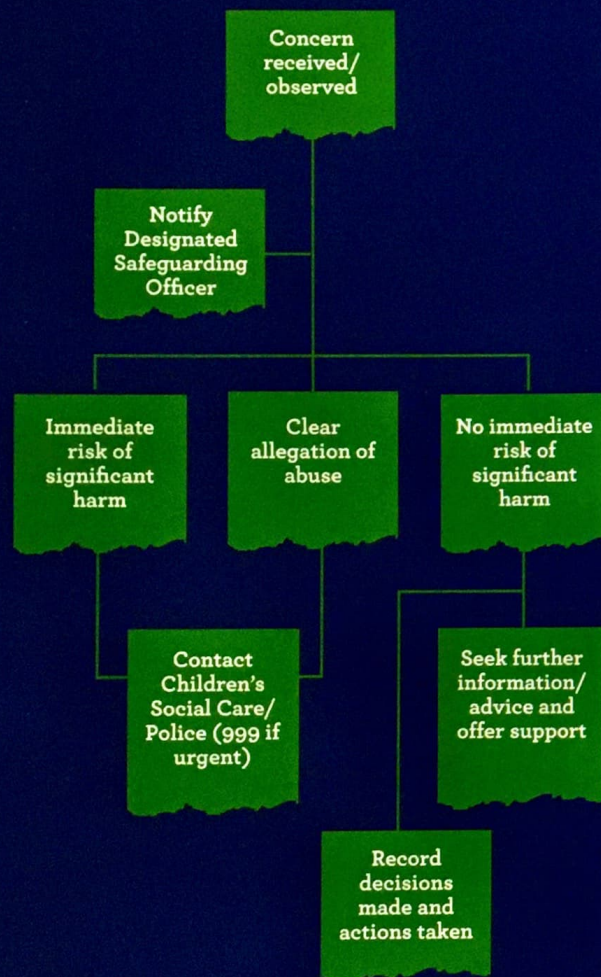 Concern
received/
observed
Notify
Designated
Safeguarding
Officer
Immediate
risk of
significant
harm
Clear
allegation of
abuse
No immediate
risk of
significant
harm
Contact
Children's
Social Care/
Police (999 if
urgent)
Seek further
information/
advice and
offer support
Record
decisions
made and
actions taken